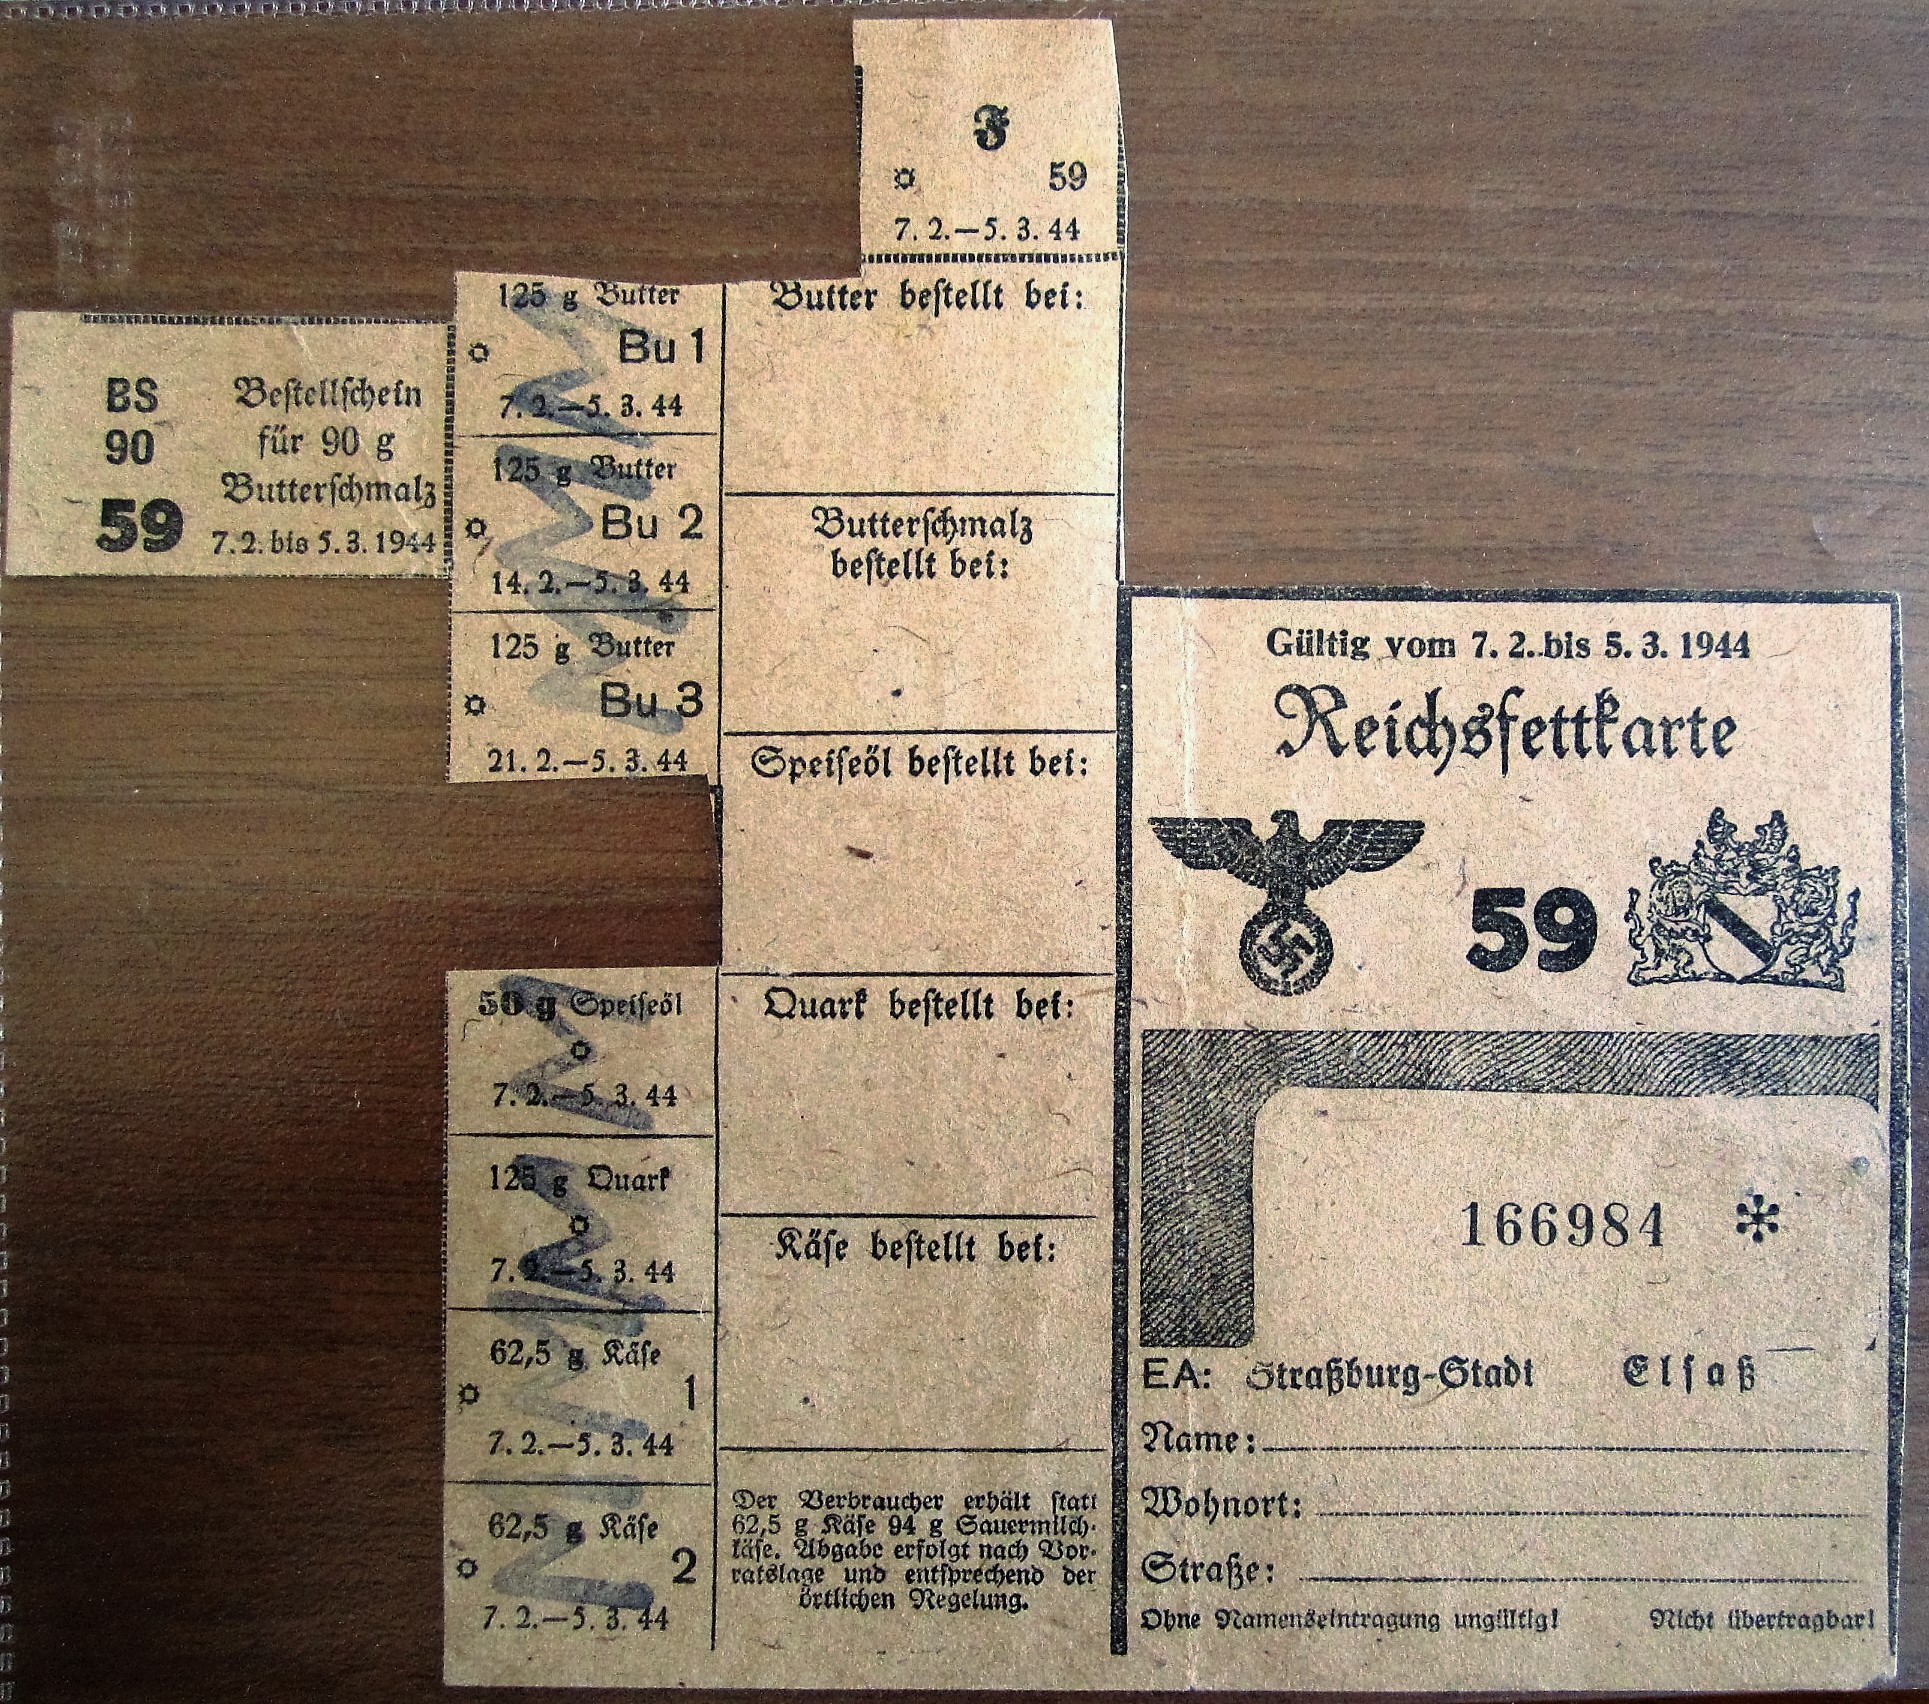 F
59
7. 2.—5. 3. 44
BS
90
59
Bestellschein
für 90 g
Butterschmalz
7. 2. bis 5. 3. 1944
125 g Butter
Bu 1
7. 2.—5. 3. 44
125 g Butter
Bu 2
14. 2.—5. 3. 44
125 g Butter
Bu 3
21. 2.—5. 3. 44
50 g Speiseöl
7. 2.—5. 3. 44
125 g Quark
7. 2.—5. 3. 44
62,5 g Käse
1
7. 2.—5. 3. 44
62,5 g Käse
2
7. 2.—5. 3. 44
Butter bestellt bei:
Butterschmalz
bestellt bei:
Speiseöl bestellt bei:
Quark bestellt bei:
Käse bestellt bei:
Der Verbraucher erhält statt
62,5 g Käse 94 g Sauermilch-
käse. Abgabe erfolgt nach Vor-
ratslage und entsprechend der
örtlichen Regelung.
Gültig vom 7. 2. bis 5. 3. 1944
Reichsfettkarte
59
166984 *
EA: Straßburg-Stadt Elsaß
Name:
Wohnort:
Straße:
Ohne Namenseintragung ungültig! Nicht übertragbar!